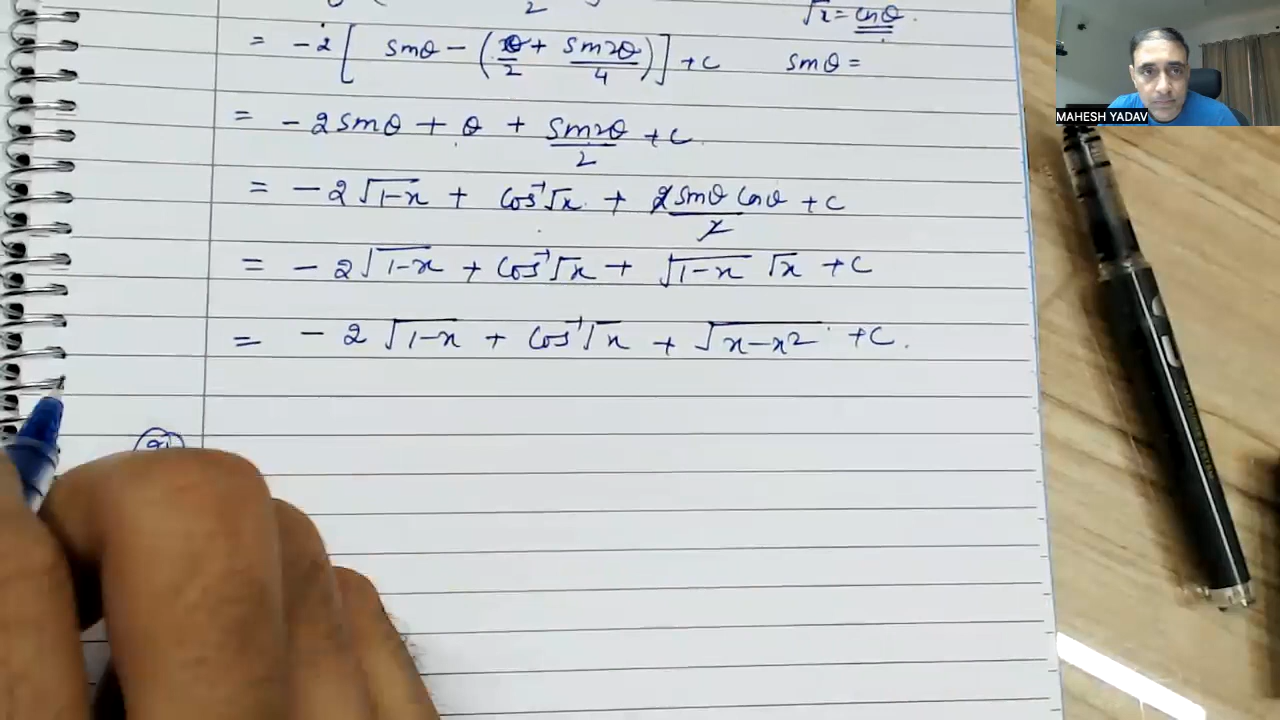 √x = cosθ.
= -2 [ sinθ - (θ/2 + sin2θ/4) ] + c sinθ =
= -2sinθ + θ + sin2θ/2 + c
= -2√1-x + cos⁻¹√x + 2sinθ cosθ/2 + c
= -2√1-x + cos⁻¹√x + √1-x √x + c
= -2√1-x + cos⁻¹√x + √x-x² + c.
MAHESH YADAV